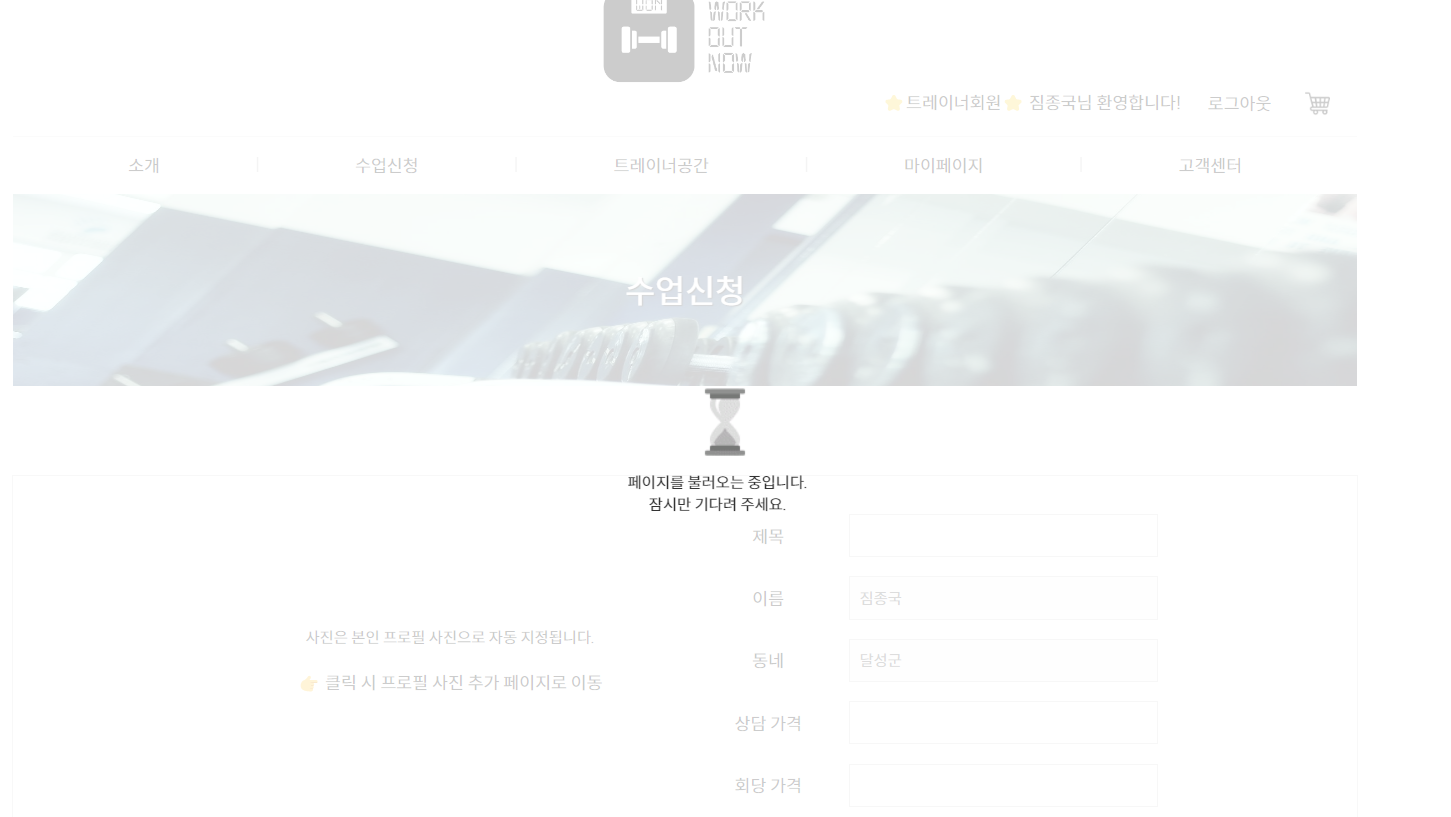 WON
WORK
OUT
NOW
트레이너회원 짐종국님 환영합니다! 로그아웃
소개 수업신청 트레이너공간 마이페이지 고객센터
수업신청
페이지를 불러오는 중입니다.
잠시만 기다려 주세요.
제목
이름 짐종국
사진은 본인 프로필 사진으로 자동 지정됩니다.
동네 달성군
클릭 시 프로필 사진 추가 페이지로 이동
상담 가격
회당 가격